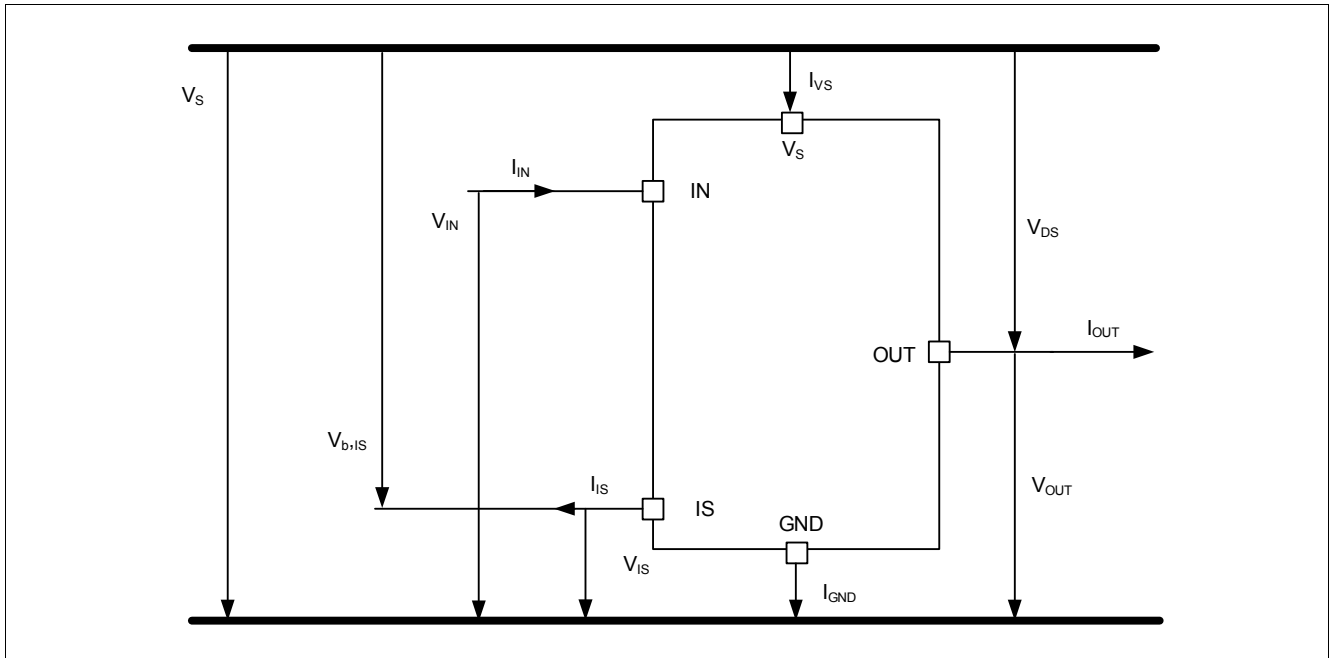 I_VS
V_S
V_S
I_IN
IN
V_IN
V_DS
I_OUT
OUT
V_b,IS
I_IS
V_OUT
IS
GND
V_IS
I_GND